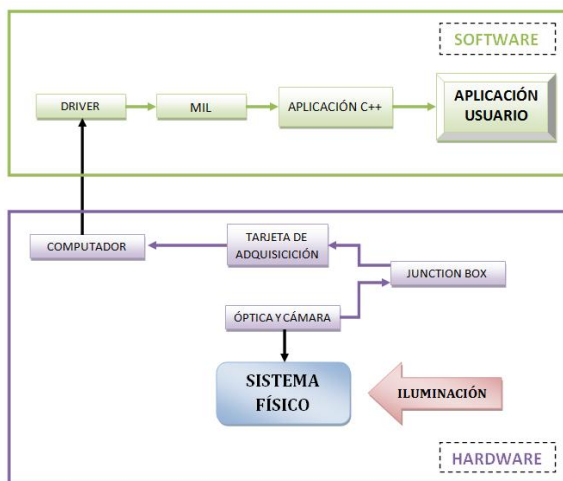 SOFTWARE
DRIVER
MIL
APLICACIÓN C++
APLICACIÓN
USUARIO
COMPUTADOR
TARJETA DE
ADQUISICICIÓN
JUNCTION BOX
ÓPTICA Y CÁMARA
SISTEMA
FÍSICO
ILUMINACIÓN
HARDWARE